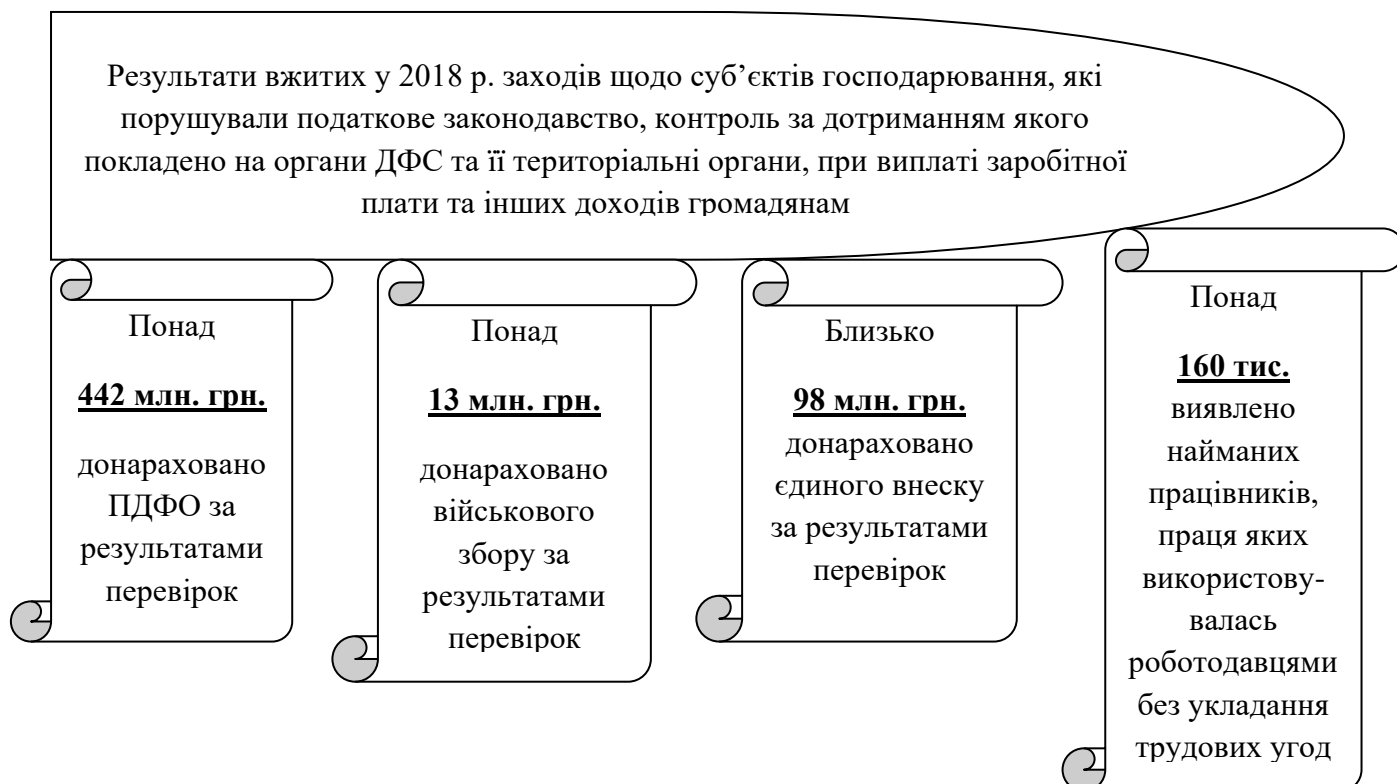 Результати вжитих у 2018 р. заходів щодо суб’єктів господарювання, які
порушували податкове законодавство, контроль за дотриманням якого
покладено на органи ДФС та її територіальні органи, при виплаті заробітної
плати та інших доходів громадянам
Понад
442 млн. грн.
донараховано
ПДФО за
результатами
перевірок
Понад
13 млн. грн.
донараховано
військового
збору за
результатами
перевірок
Близько
98 млн. грн.
донараховано
єдиного внеску
за результатами
перевірок
Понад
160 тис.
виявлено
найманих
працівників,
праця яких
використову-
валась
роботодавцями
без укладання
трудових угод